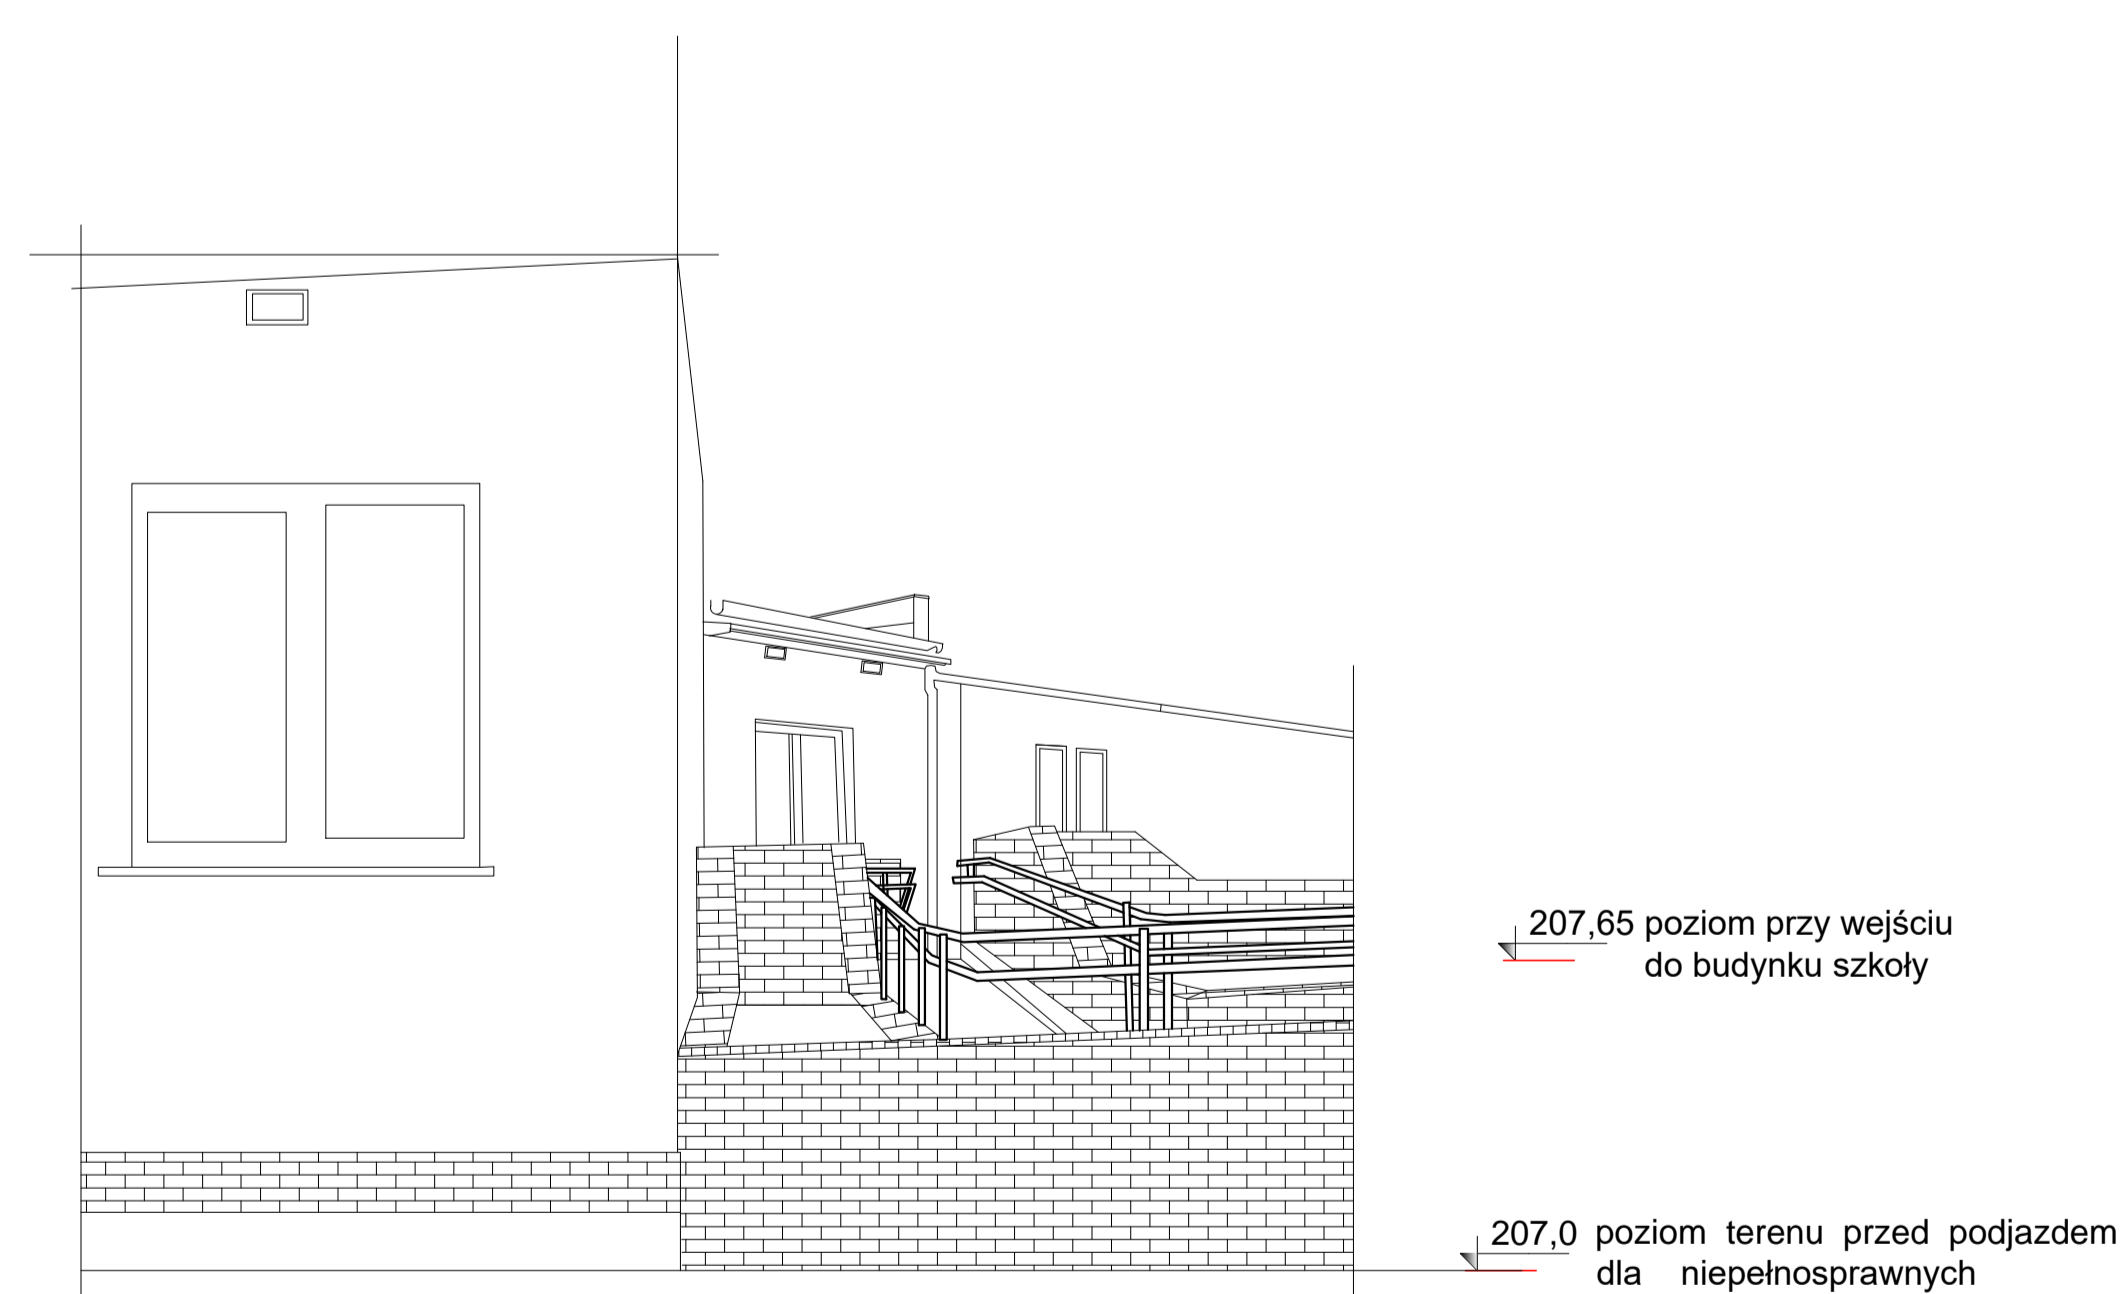 207,65 poziom przy wejściu
do budynku szkoły
207,0 poziom terenu przed podjazdem
dla niepełnosprawnych